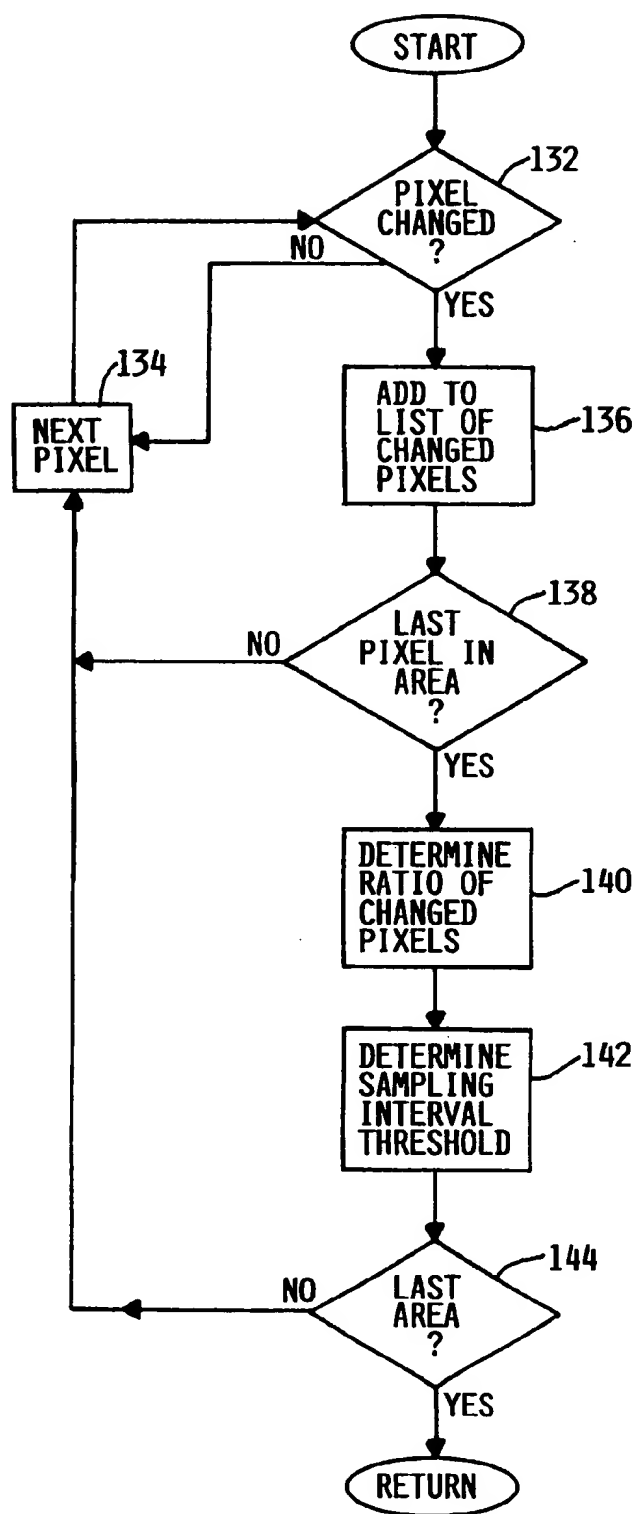 START
132
PIXEL
CHANGED
?
NO
YES
134
NEXT
PIXEL
ADD TO
LIST OF
CHANGED
PIXELS
136
138
LAST
PIXEL IN
AREA
?
NO
YES
DETERMINE
RATIO OF
CHANGED
PIXELS
140
DETERMINE
SAMPLING
INTERVAL
THRESHOLD
142
144
LAST
AREA
?
NO
YES
RETURN